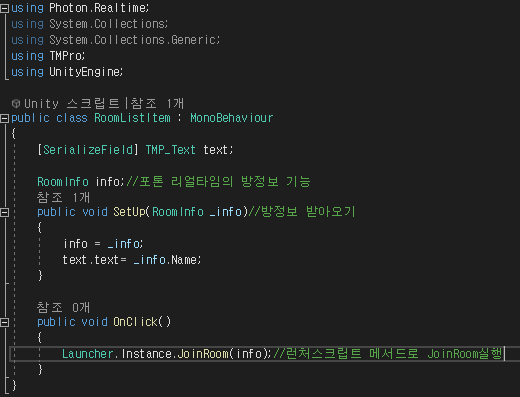 using Photon.Realtime;
using System.Collections;
using System.Collections.Generic;
using TMPro;
using UnityEngine;
Unity 스크립트|참조 1개
public class RoomListItem : MonoBehaviour
{
[SerializeField] TMP_Text text;
RoomInfo info;//포톤 리얼타임의 방정보 기능
참조 1개
public void SetUp(RoomInfo _info)//방정보 받아오기
{
info = _info;
text.text= _info.Name;
}
참조 0개
public void OnClick()
{
Launcher.Instance.JoinRoom(info);//런처스크립트 메서드로 JoinRoom실행
}
}